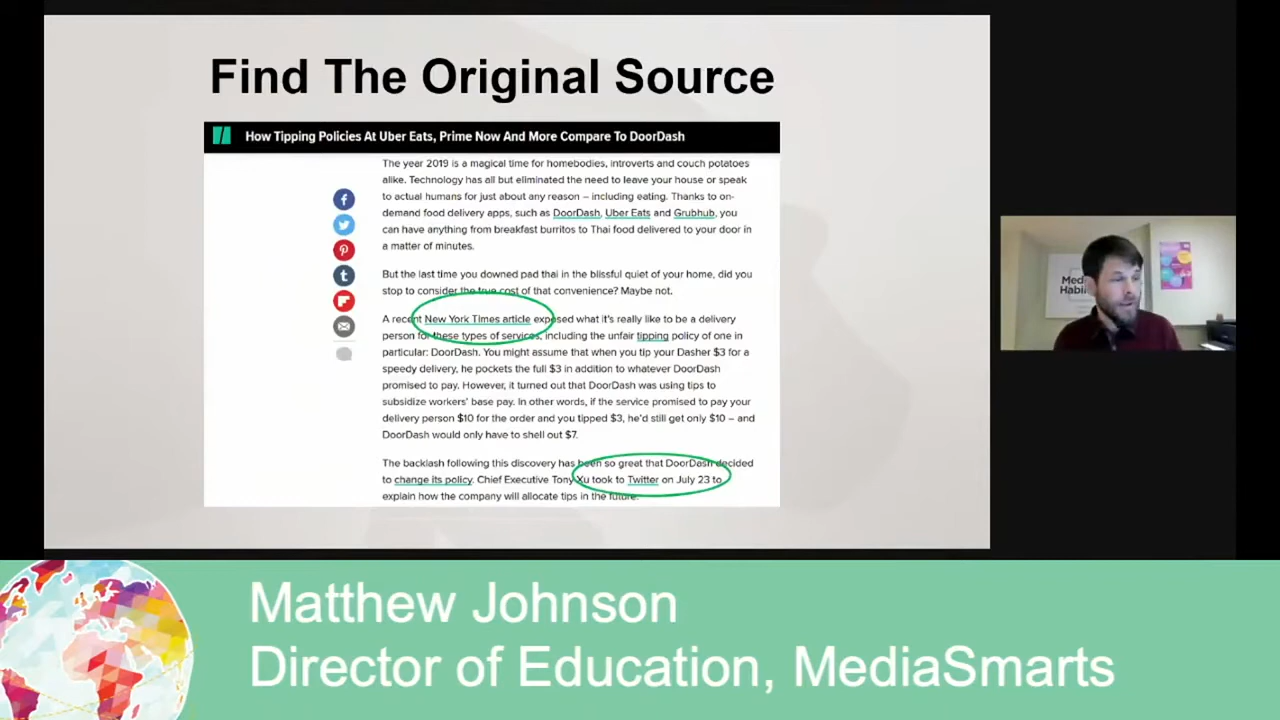 Find The Original Source
How Tipping Policies At Uber Eats, Prime Now And More Compare To DoorDash
The year 2019 is a magical time for homebodies, introverts and couch potatoes
alike. Technology has all but eliminated the need to leave your house or speak
to actual humans for just about any reason – including eating. Thanks to on-
demand food delivery apps, such as DoorDash, Uber Eats and Grubhub, you
can have anything from breakfast burritos to Thai food delivered to your door in
a matter of minutes.
But the last time you downed pad thai in the blissful quiet of your home, did you
stop to consider the true cost of that convenience? Maybe not.
A recent New York Times article exposed what it's really like to be a delivery
person for these types of services, including the unfair tipping policy of one in
particular: DoorDash. You might assume that when you tip your Dasher $3 for a
speedy delivery, he pockets the full $3 in addition to whatever DoorDash
promised to pay. However, it turned out that DoorDash was using tips to
subsidize workers' base pay. In other words, if the service promised to pay your
delivery person $10 for the order and you tipped $3, he'd still get only $10 – and
DoorDash would only have to shell out $7.
The backlash following this discovery has been so great that DoorDash decided
to change its policy. Chief Executive Tony Xu took to Twitter on July 23 to
explain how the company will allocate tips in the future.
Med
Habi
Matthew Johnson
Director of Education, MediaSmarts